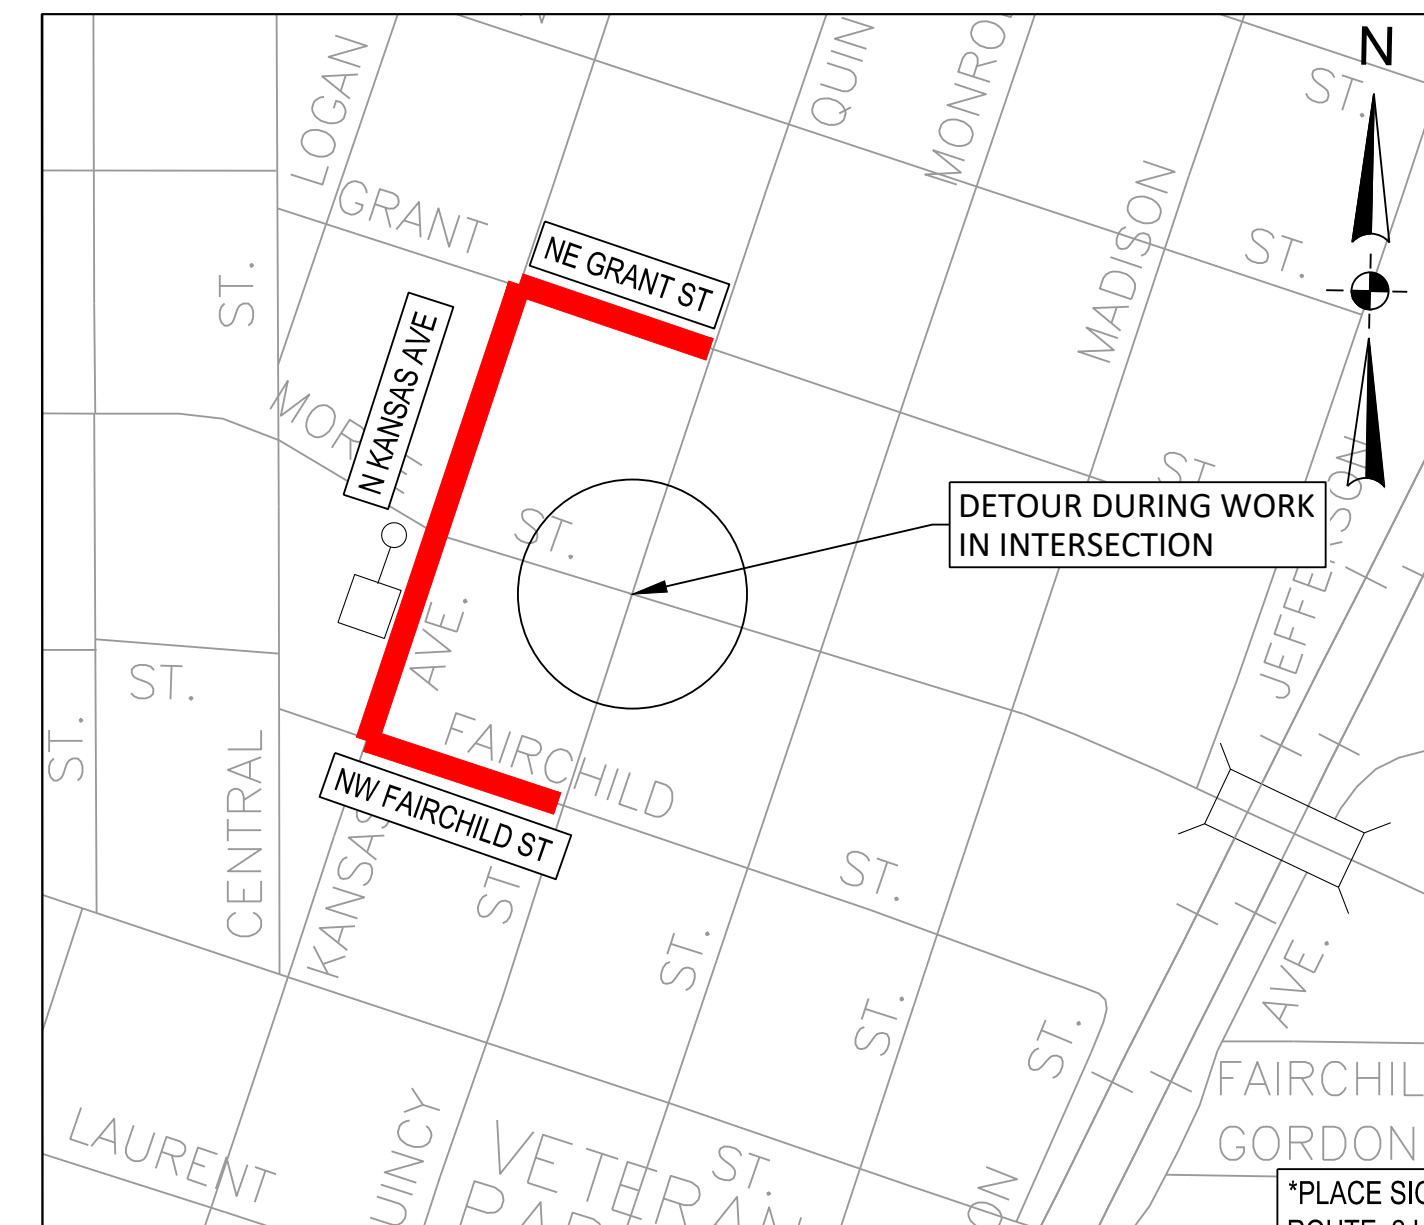 N
LOGAN
QUIN
MONRO
ST.
GRANT
MADISON
ST.
ST.
NE GRANT ST
N KANSAS AVE
ST.
DETOUR DURING WORK
IN INTERSECTION
JEFFERSON
AVE.
ST.
ST.
FAIRCHILD
NW FAIRCHILD ST
CENTRAL
KANSAS
ST
ST.
ST.
ST.
ST.
AVE.
FAIRCHIL
GORDON
LAURENT
UINCY
VETERAN
ST.
ON
*PLACE SIG